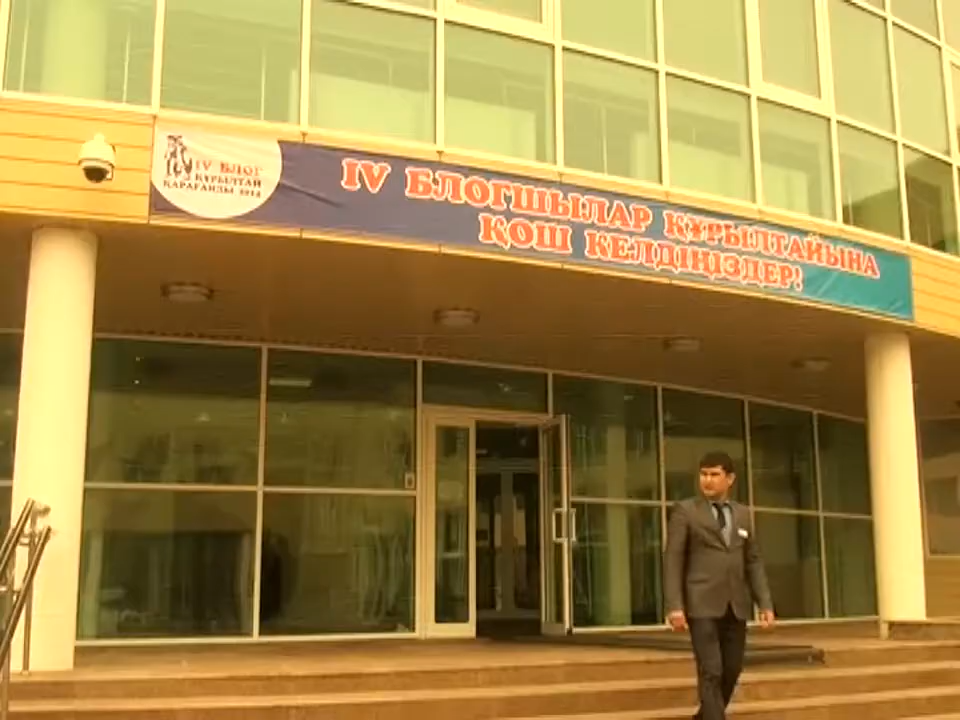 IV БЛОГ
ҚҰРЫЛТАЙ
ҚАРАҒАНДЫ 2014
IV БЛОГШЫЛАР ҚҰРЫЛТАЙЫНА
ҚОШ КЕЛДІҢІЗДЕР!